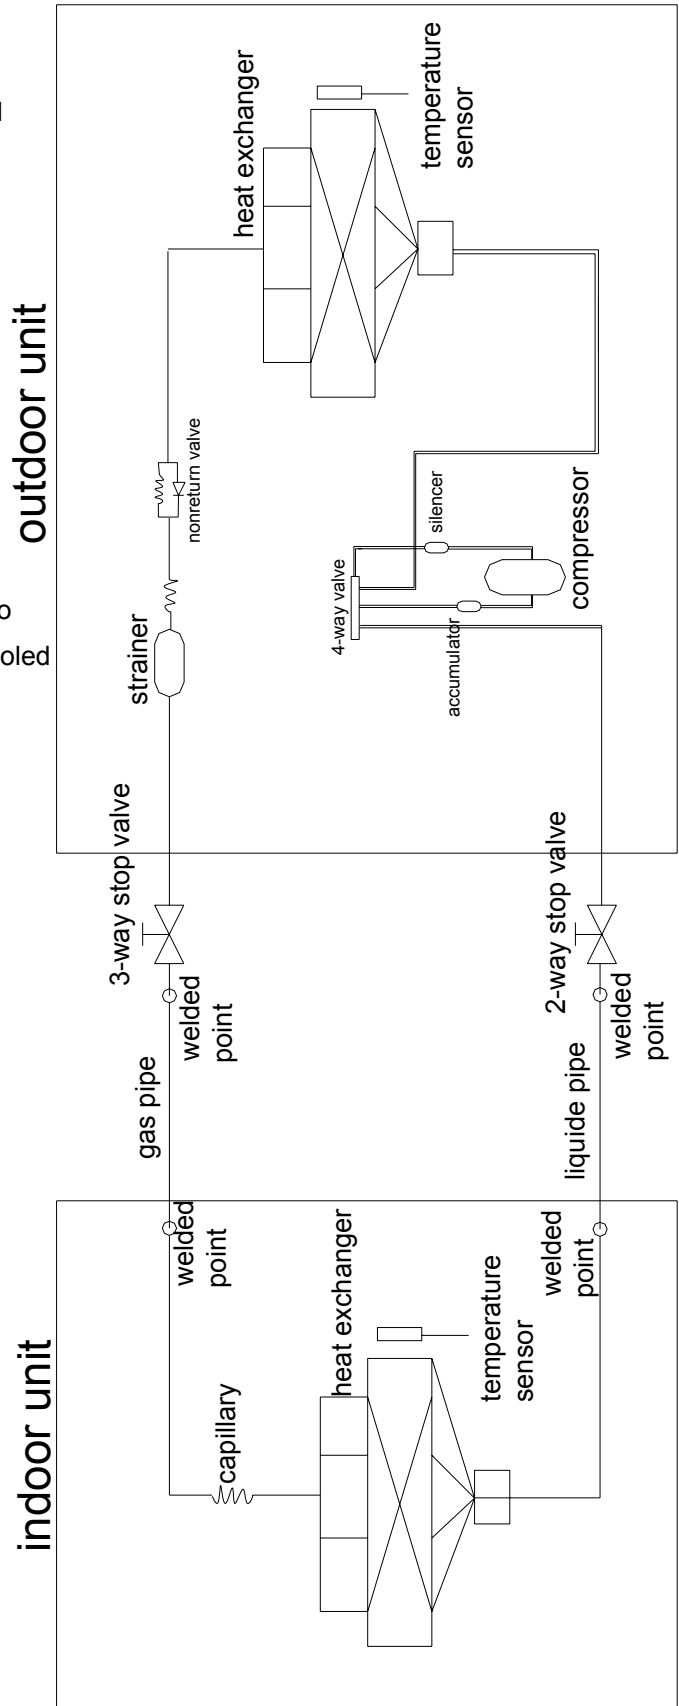 outdoor unit
heat exchanger
temperature
sensor
nonreturn valve
silencer
4-way valve
accumulator
compressor
strainer
o
oled
3-way stop valve
welded
point
gas pipe
2-way stop valve
welded
point
liquide pipe
indoor unit
welded
point
heat exchanger
temperature
sensor
welded
point
capillary